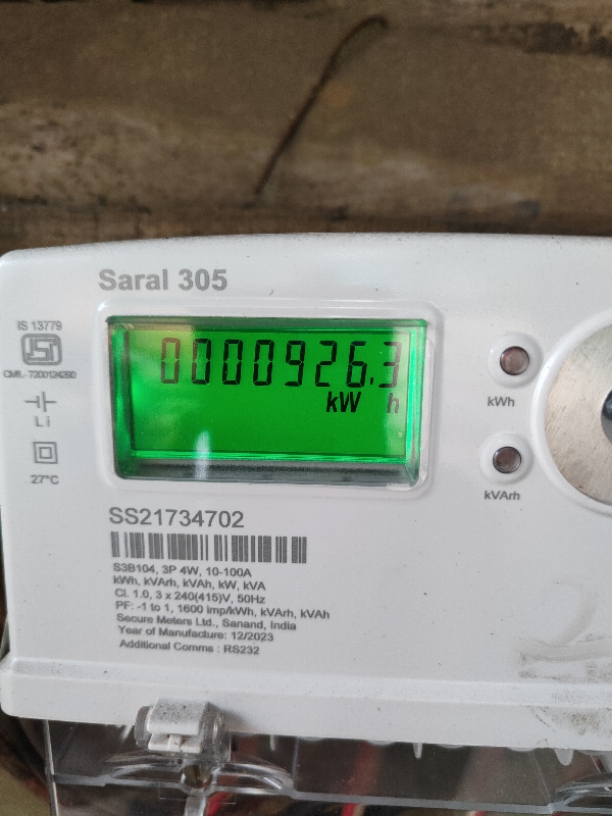 Saral 305
IS 13779
0000926.3
kW h
kWh
Li
kVArh
27°C
SS21734702
S3B104, 3P 4W, 10-100A
kWh, kVArh, kVAh, kW, kVA
Cl. 1.0, 3 x 240(415)V, 50Hz
PF: -1 to 1, 1600 imp/kWh, kVArh, kVAh
Secure Meters Ltd., Sanand, India
Year of Manufacture: 12/2023
Additional Comms : RS232